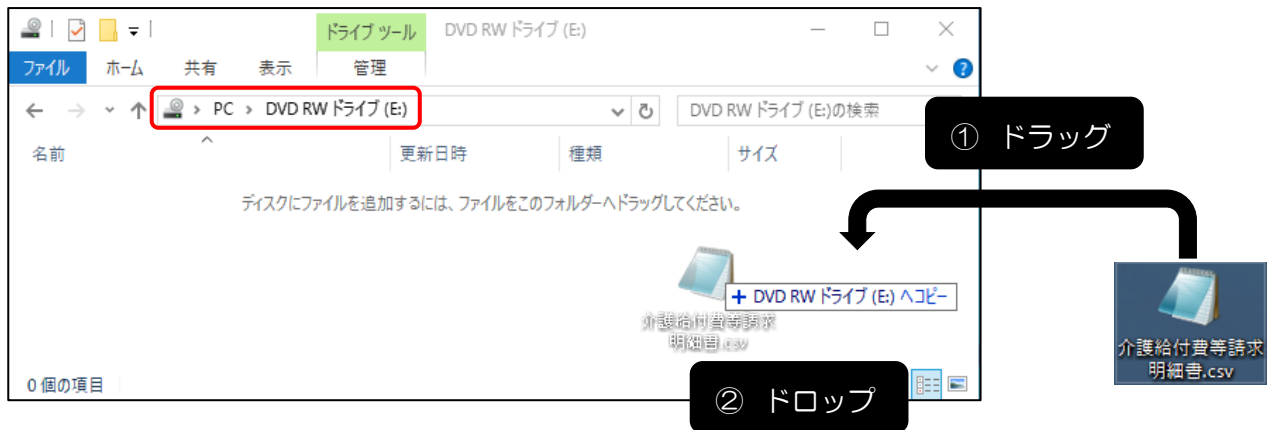 ドライブ ツール
DVD RW ドライブ (E:)
ファイル
ホーム
共有
表示
管理
PC > DVD RW ドライブ (E:)
DVD RW ドライブ (E:)の検索
① ドラッグ
名前
更新日時
種類
サイズ
ディスクにファイルを追加するには、ファイルをこのフォルダーへドラッグしてください。
+ DVD RW ドライブ (E:) へコピー
介護給付費等請求
明細書.csv
介護給付費等請求
明細書.csv
0 個の項目
② ドロップ